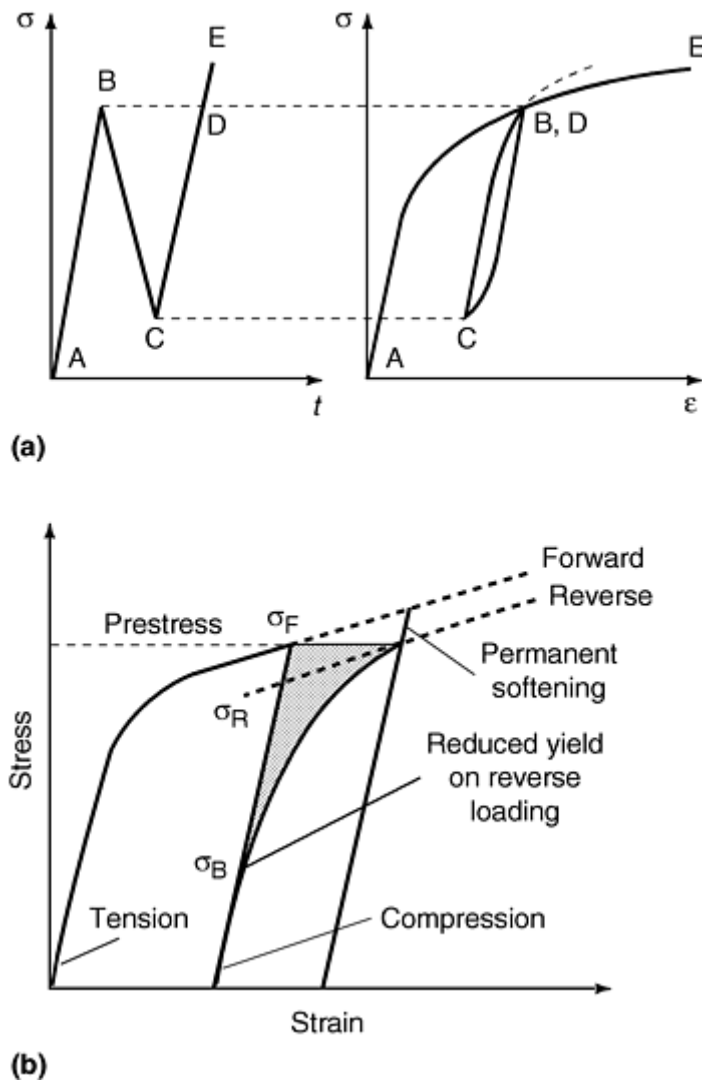 σ
B
E
D
C
A
t
σ
E
B, D
C
A
ε
(a)
Forward
Reverse
Prestress
σF
Permanent
softening
σR
Reduced yield
on reverse
loading
Stress
σB
Tension
Compression
Strain
(b)